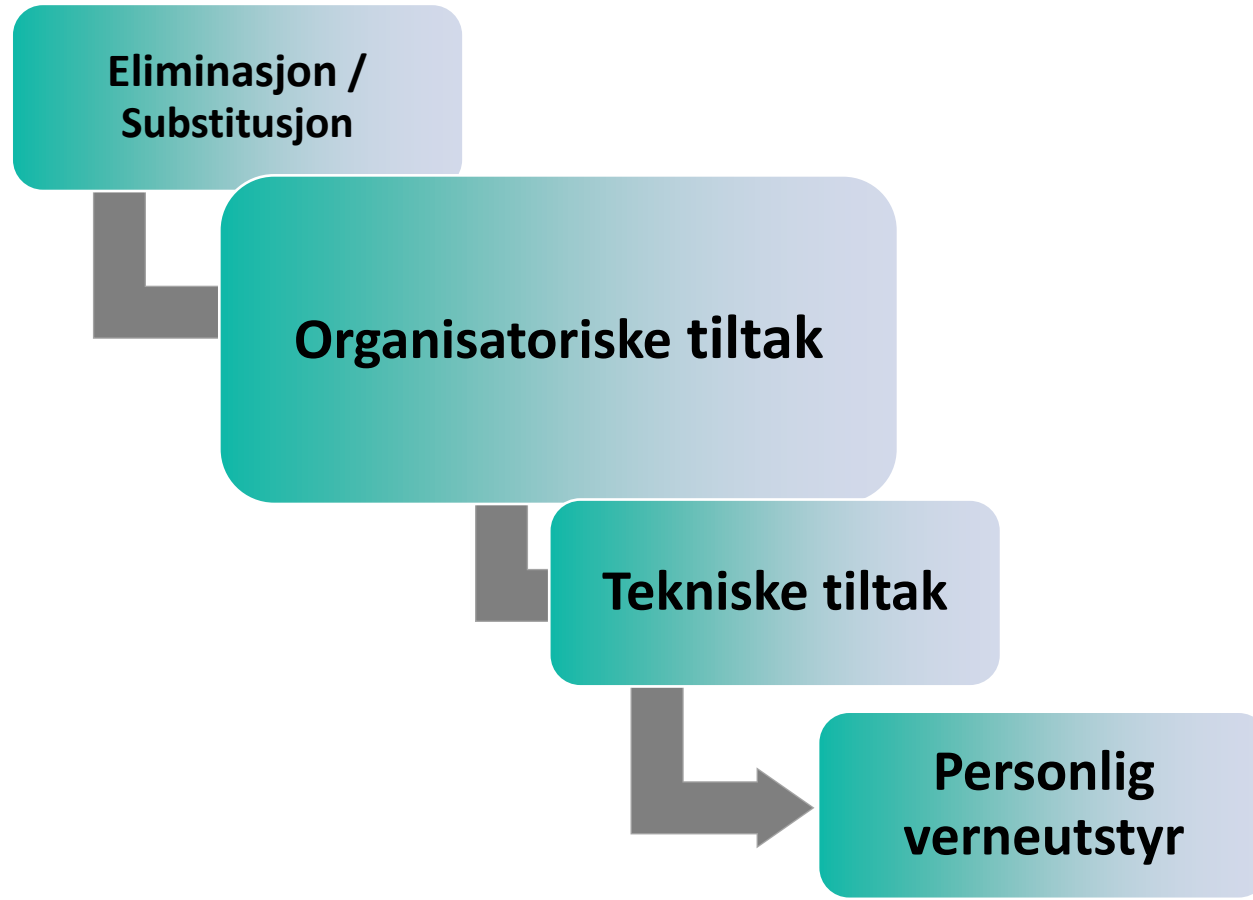 Eliminasjon /
Substitusjon
Organisatoriske tiltak
Tekniske tiltak
Personlig
verneutstyr